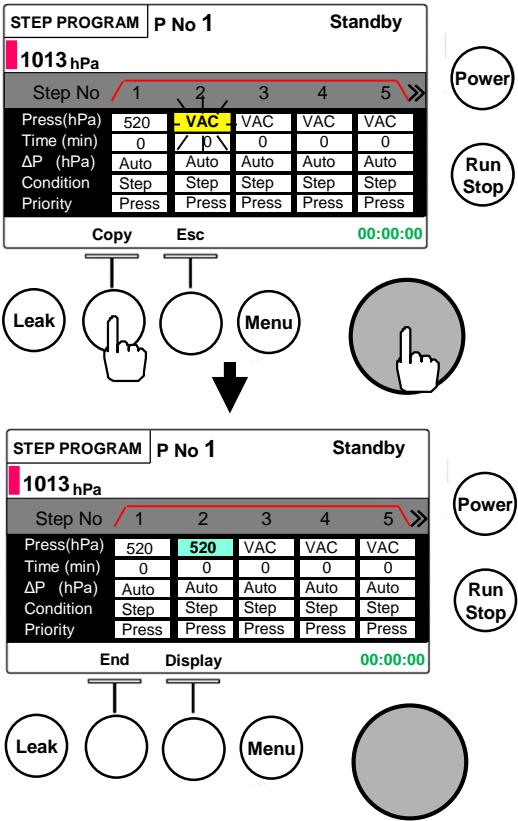 STEP PROGRAM P No 1 Standby
1013 hPa
Step No 1 2 3 4 5
Press(hPa) 520 VAC VAC VAC VAC
Time (min) 0 0 0 0 0
ΔP (hPa) Auto Auto Auto Auto Auto
Condition Step Step Step Step Step
Priority Press Press Press Press Press
Copy Esc 00:00:00
Power
Run
Stop
Leak
Menu
STEP PROGRAM P No 1 Standby
1013 hPa
Step No 1 2 3 4 5
Press(hPa) 520 520 VAC VAC VAC
Time (min) 0 0 0 0 0
ΔP (hPa) Auto Auto Auto Auto Auto
Condition Step Step Step Step Step
Priority Press Press Press Press Press
End Display 00:00:00
Power
Run
Stop
Leak
Menu